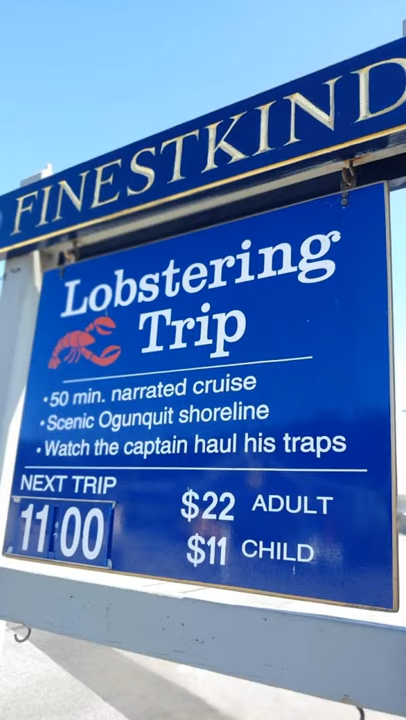 FINESTKIND
Lobstering
Trip
• 50 min. narrated cruise
• Scenic Ogunquit shoreline
• Watch the captain haul his traps
NEXT TRIP
11:00
$22 ADULT
$11 CHILD